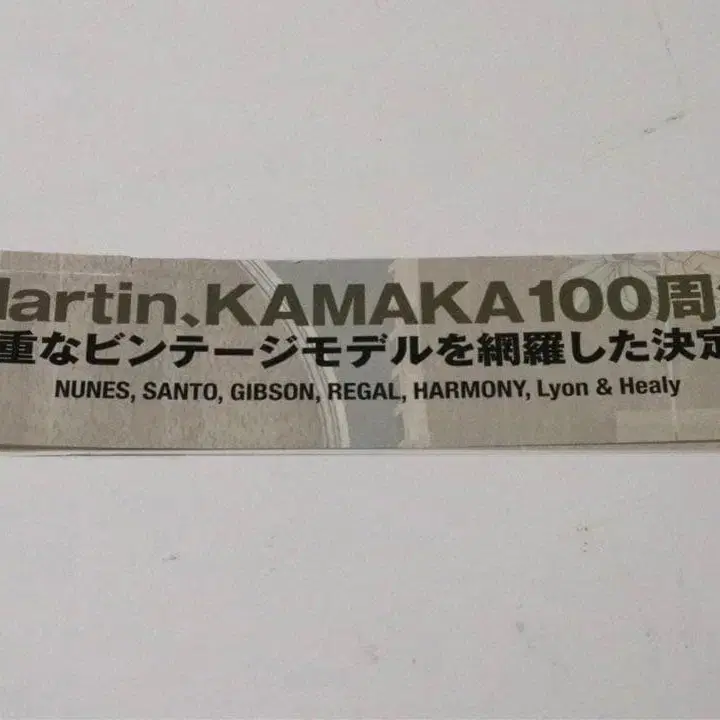 Martin、KAMAKA100周
重なビンテージモデルを網羅した決定
NUNES, SANTO, GIBSON, REGAL, HARMONY, Lyon & Healy